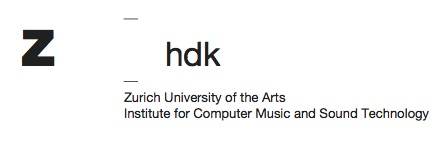 Z hdk
Zurich University of the Arts
Institute for Computer Music and Sound Technology